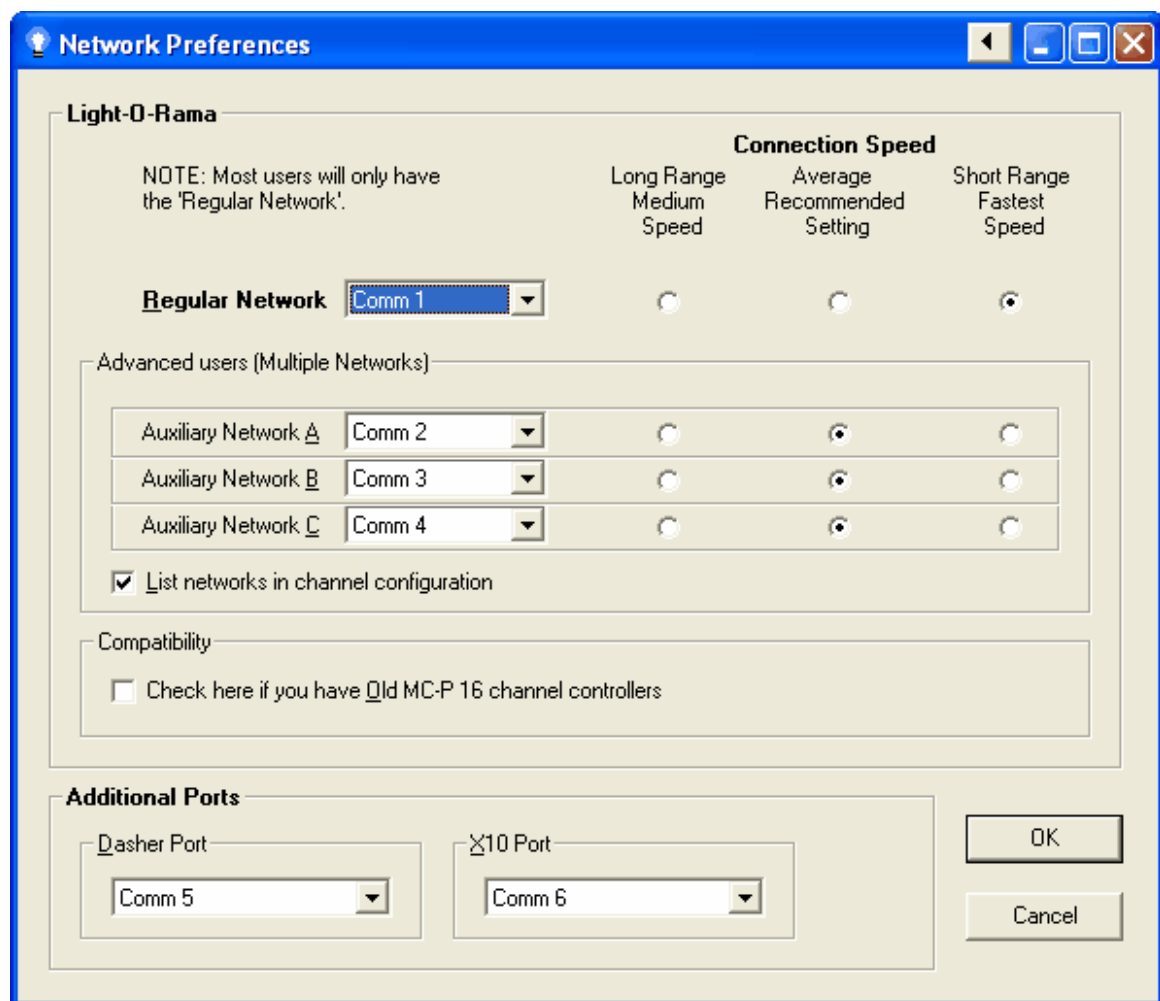 Network Preferences
Light-O-Rama
Connection Speed
NOTE: Most users will only have
the 'Regular Network'.
Long Range
Medium
Speed
Average
Recommended
Setting
Short Range
Fastest
Speed
Regular Network Comm 1
Advanced users (Multiple Networks)
Auxiliary Network A Comm 2
Auxiliary Network B Comm 3
Auxiliary Network C Comm 4
List networks in channel configuration
Compatibility
Check here if you have Old MC-P 16 channel controllers
Additional Ports
Dasher Port
Comm 5
X10 Port
Comm 6
OK
Cancel